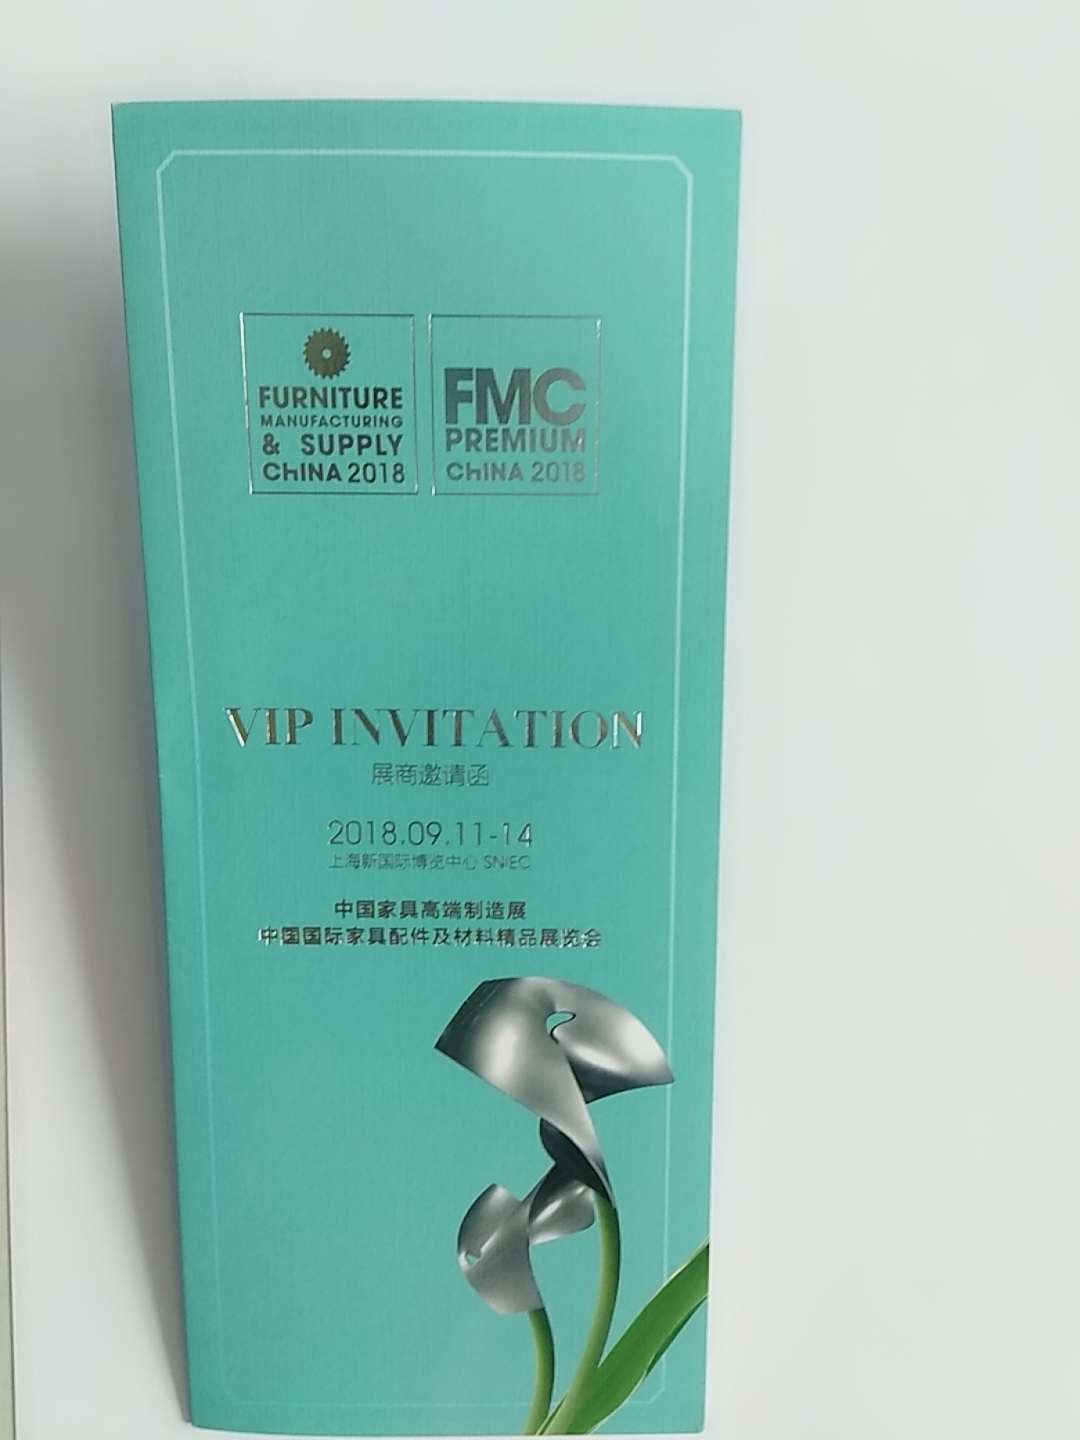 FURNITURE
MANUFACTURING
& SUPPLY
ChINA 2018
FMC
PREMIUM
ChINA 2018
VIP INVITATION
展商邀请函
2018.09.11-14
上海新国际博览中心 SNIEC
中国家具高端制造展
中国国际家具配件及材料精品展览会